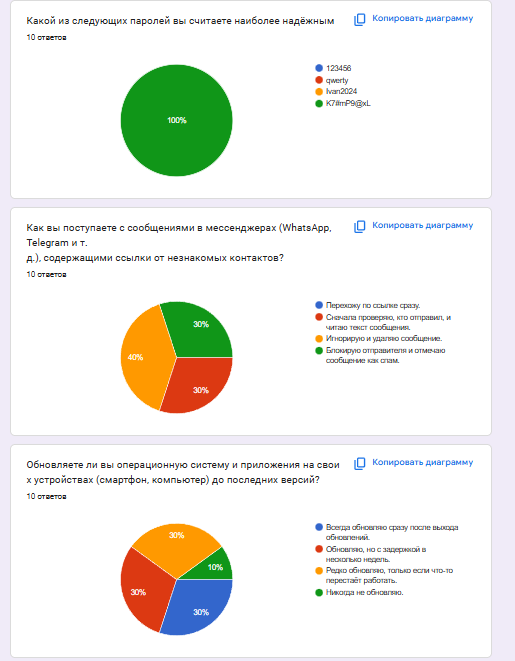 Какой из следующих паролей вы считаете наиболее надёжным
Копировать диаграмму
10 ответов
123456
qwerty
Ivan2024
K7#mP9@xL
100%
Как вы поступаете с сообщениями в мессенджерах (WhatsApp,
Telegram и т.
д.), содержащими ссылки от незнакомых контактов?
Копировать диаграмму
10 ответов
Перехожу по ссылке сразу.
Сначала проверяю, кто отправил, и
читаю текст сообщения.
Игнорирую и удаляю сообщение.
Блокирую отправителя и отмечаю
сообщение как спам.
30%
40%
30%
Обновляете ли вы операционную систему и приложения на свои
х устройствах (смартфон, компьютер) до последних версий?
Копировать диаграмму
10 ответов
Всегда обновляю сразу после выхода
обновлений.
Обновляю, но с задержкой в
несколько недель.
Редко обновляю, только если что-то
перестаёт работать.
Никогда не обновляю.
30%
10%
30%
30%